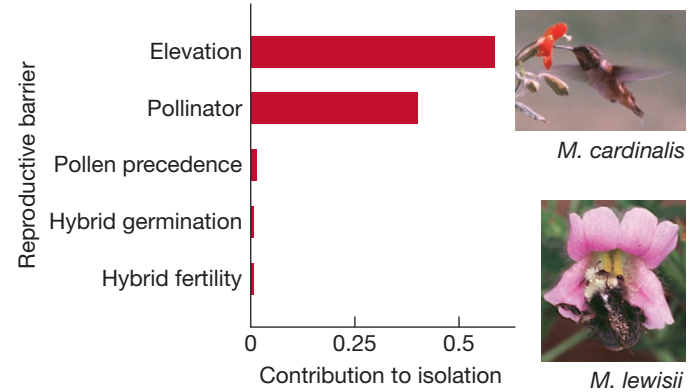 Reproductive barrier
Elevation
Pollinator
Pollen precedence
Hybrid germination
Hybrid fertility
0
0.25
0.5
Contribution to isolation
M. cardinalis
M. lewisii